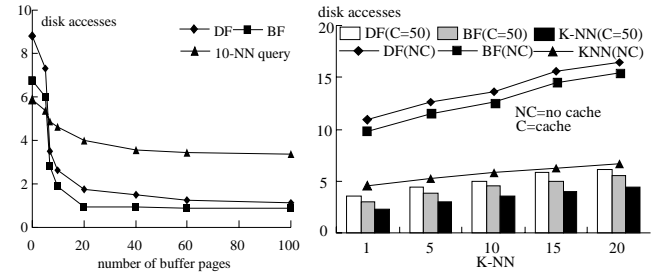 disk accesses
10
8
6
4
2
0
DF BF
10-NN query
0 20 40 60 80 100
number of buffer pages
disk accesses
DF(C=50) BF(C=50) K-NN(C=50)
DF(NC) BF(NC) KNN(NC)
20
15
10
5
0
NC=no cache
C=cache
1 5 10 15 20
K-NN